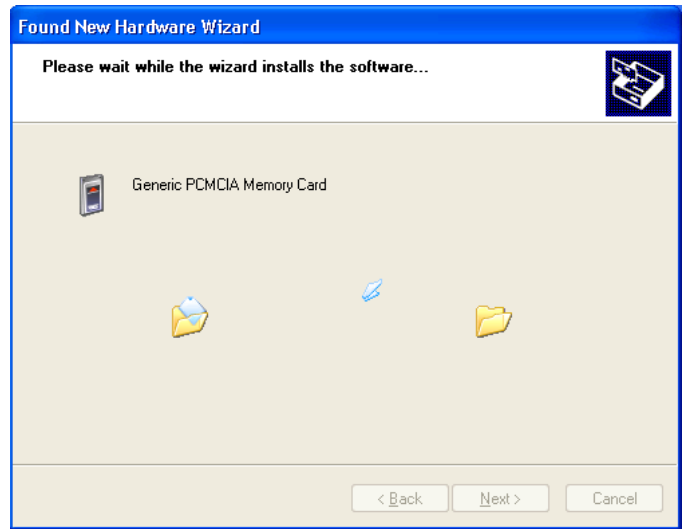 Found New Hardware Wizard
Please wait while the wizard installs the software...
Generic PCMCIA Memory Card
< Back
Next >
Cancel